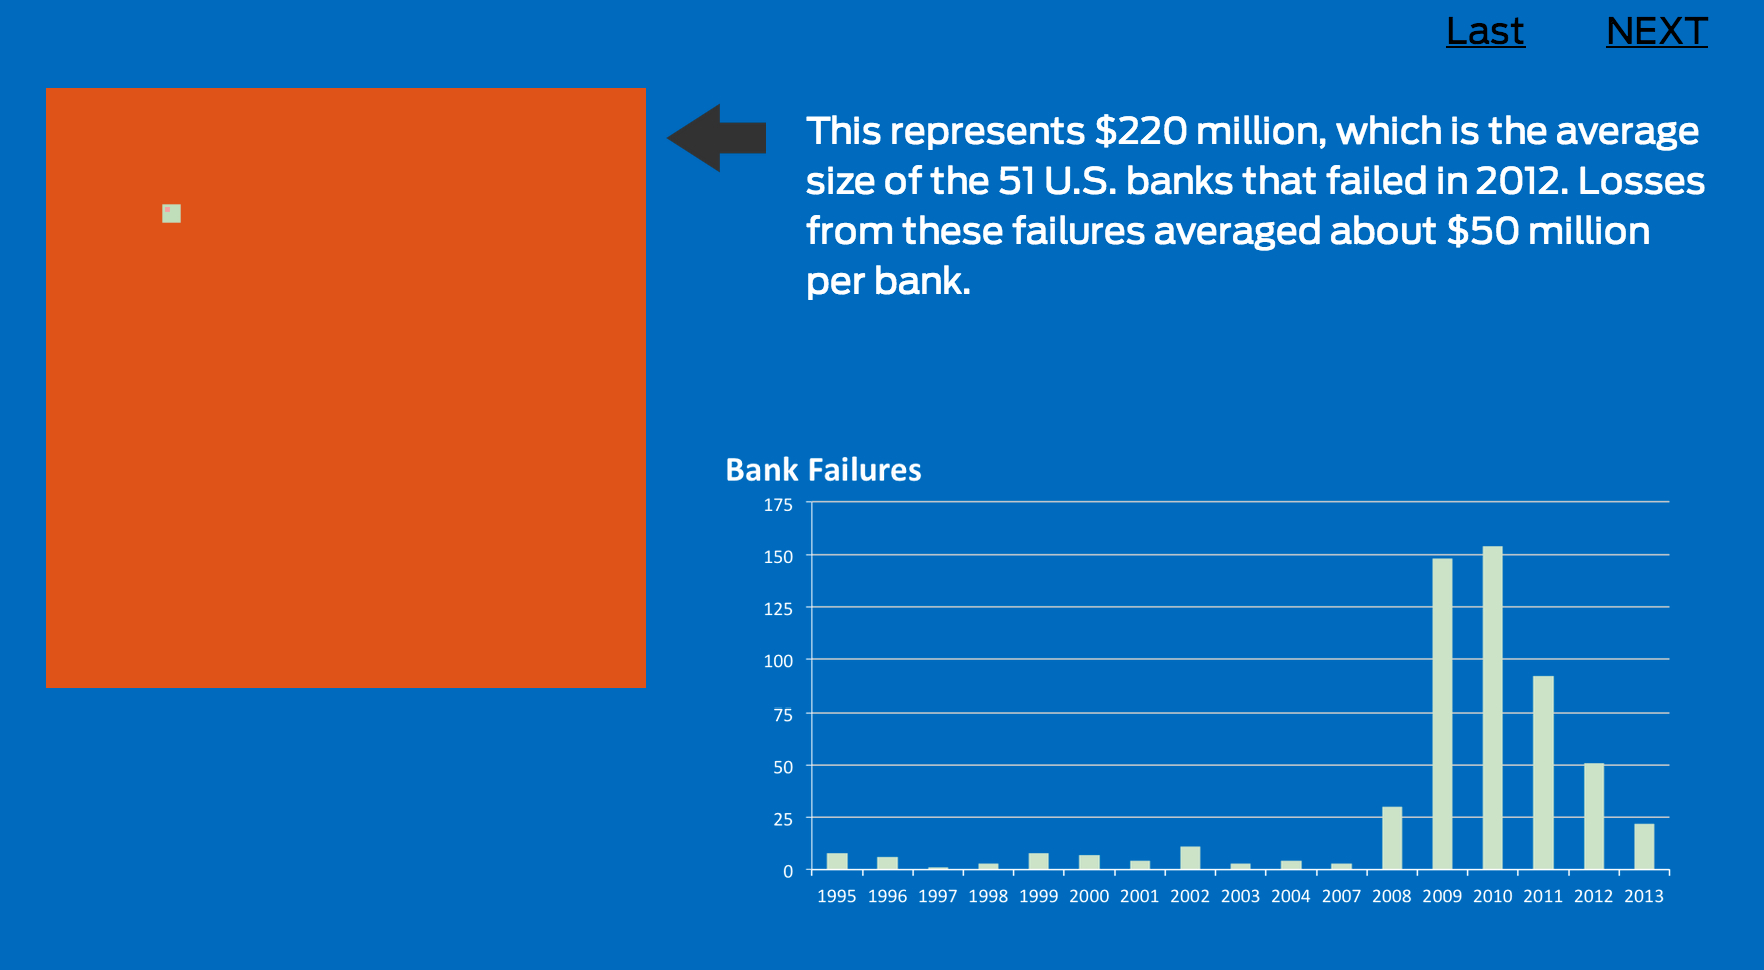 Last NEXT
This represents $220 million, which is the average
size of the 51 U.S. banks that failed in 2012. Losses
from these failures averaged about $50 million
per bank.
Bank Failures
175
150
125
100
75
50
25
0
1995 1996 1997 1998 1999 2000 2001 2002 2003 2004 2007 2008 2009 2010 2011 2012 2013